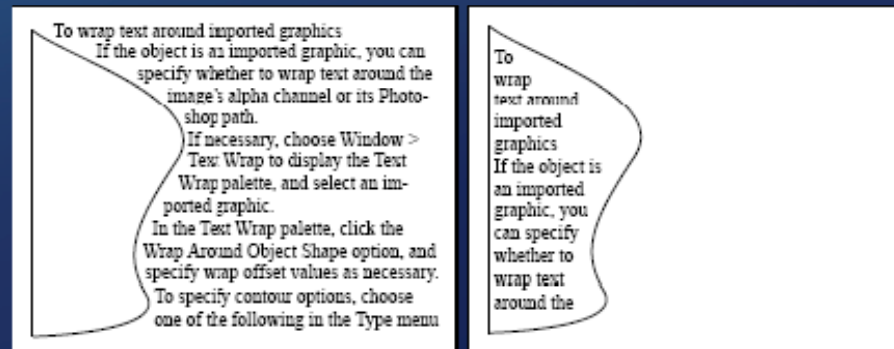 To wrap text around imported graphics
If the object is an imported graphic, you can
specify whether to wrap text around the
image's alpha channel or its Photo-
shop path.
If necessary, choose Window >
Text Wrap to display the Text
Wrap palette, and select an im-
ported graphic.
In the Text Wrap palette, click the
Wrap Around Object Shape option, and
specify wrap offset values as necessary.
To specify contour options, choose
one of the following in the Type menu
To
wrap
text around
imported
graphics
If the object is
an imported
graphic, you
can specify
whether to
wrap text
around the